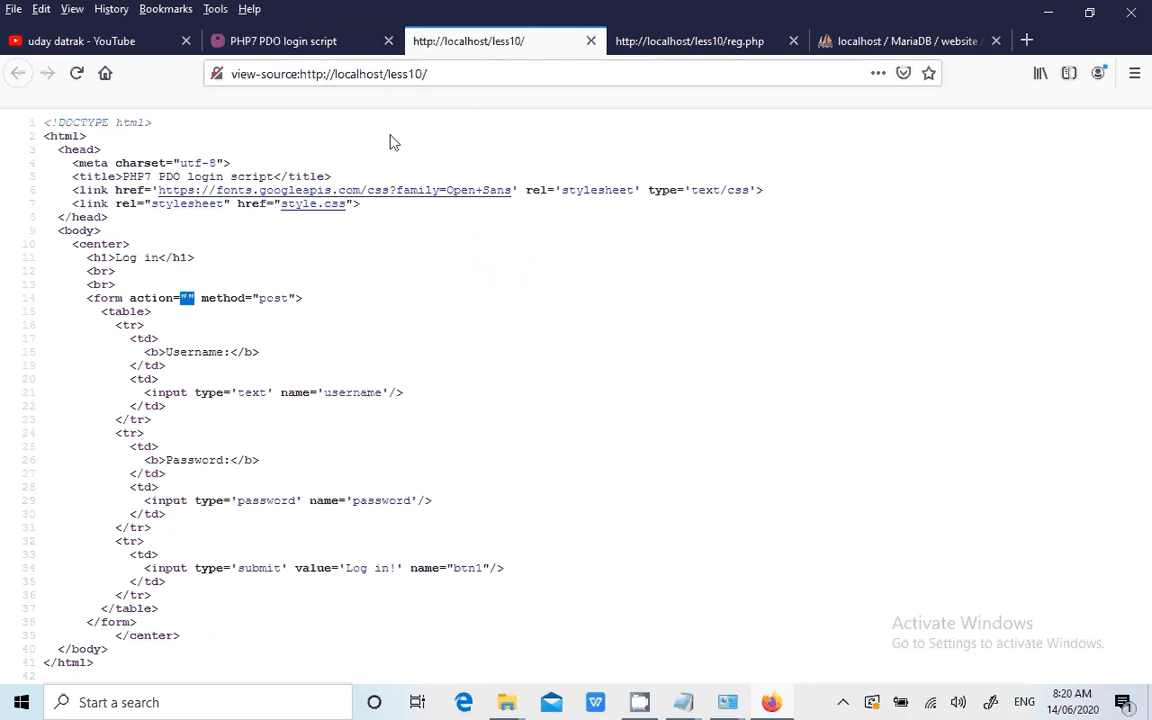 File Edit View History Bookmarks Tools Help
uday datrak - YouTube
PHP7 PDO login script
http://localhost/less10/
http://localhost/less10/reg.php
localhost / MariaDB / website
view-source:http://localhost/less10/
1 <!DOCTYPE html>
2 <html>
3 <head>
4 <meta charset="utf-8">
5 <title>PHP7 PDO login script</title>
6 <link href='https://fonts.googleapis.com/css?family=Open+Sans' rel='stylesheet' type='text/css'>
7 <link rel="stylesheet" href="style.css">
8 </head>
9 <body>
10 <center>
11 <h1>Log in</h1>
12 <br>
13 <br>
14 <form action="" method="post">
15 <table>
16 <tr>
17 <td>
18 <b>Username:</b>
19 </td>
20 <td>
21 <input type='text' name='username'/>
22 </td>
23 </tr>
24 <tr>
25 <td>
26 <b>Password:</b>
27 </td>
28 <td>
29 <input type='password' name='password'/>
30 </td>
31 </tr>
32 <tr>
33 <td>
34 <input type='submit' value='Log in!' name="btn1"/>
35 </td>
36 </tr>
37 </table>
38 </form>
39 </center>
40 </body>
41 </html>
42
Activate Windows
Go to Settings to activate Windows.
Start a search
ENG
8:20 AM
14/06/2020
1